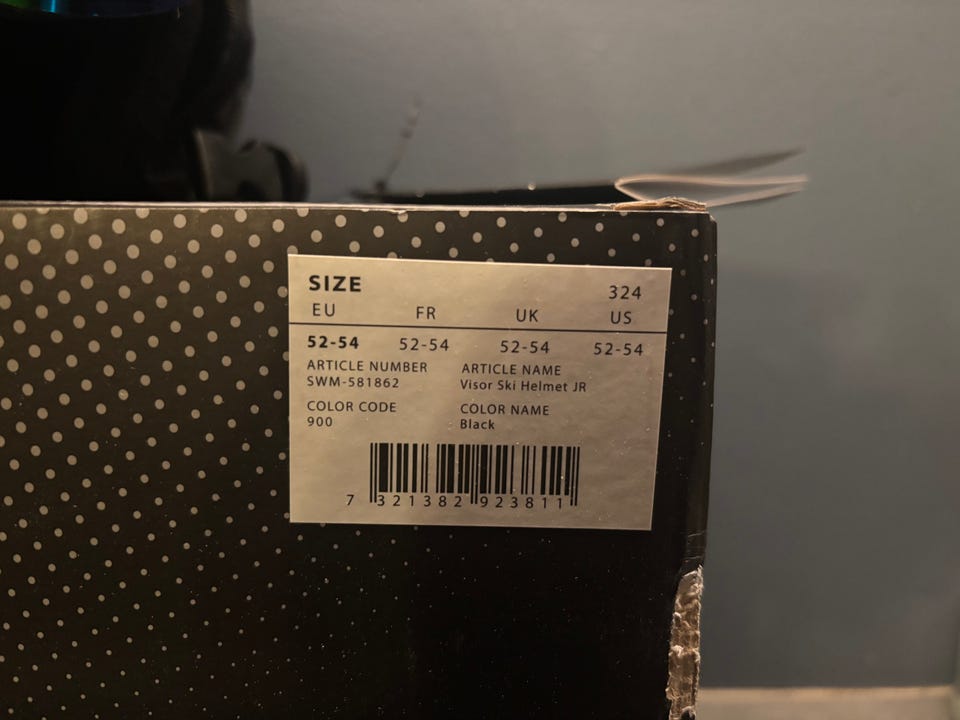 SIZE 324
EU FR UK US
52-54 52-54 52-54 52-54
ARTICLE NUMBER ARTICLE NAME
SWM-581862 Visor Ski Helmet JR
COLOR CODE COLOR NAME
900 Black
7 321382 923811